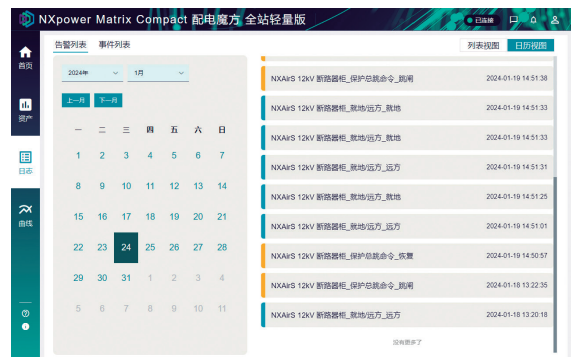 NXpower Matrix Compact 配电魔方 全站轻量版
已连接
首页
资产
日志
曲线
告警列表 事件列表
列表视图 日历视图
2024年 1月
上一月 下一月
一 二 三 四 五 六 日
1 2 3 4 5 6 7
8 9 10 11 12 13 14
15 16 17 18 19 20 21
22 23 24 25 26 27 28
29 30 31 1 2 3 4
5 6 7 8 9 10 11
NXAirS 12kV 断路器柜_保护总跳命令_跳闸 2024-01-19 14:51:38
NXAirS 12kV 断路器柜_就地/远方_就地 2024-01-19 14:51:33
NXAirS 12kV 断路器柜_就地/远方_就地 2024-01-19 14:51:33
NXAirS 12kV 断路器柜_就地/远方_远方 2024-01-19 14:51:31
NXAirS 12kV 断路器柜_就地/远方_就地 2024-01-19 14:51:25
NXAirS 12kV 断路器柜_就地/远方_远方 2024-01-19 14:51:01
NXAirS 12kV 断路器柜_保护总跳命令_恢复 2024-01-19 14:50:57
NXAirS 12kV 断路器柜_保护总跳命令_跳闸 2024-01-18 13:22:35
NXAirS 12kV 断路器柜_就地/远方_远方 2024-01-18 13:20:18
没有更多了